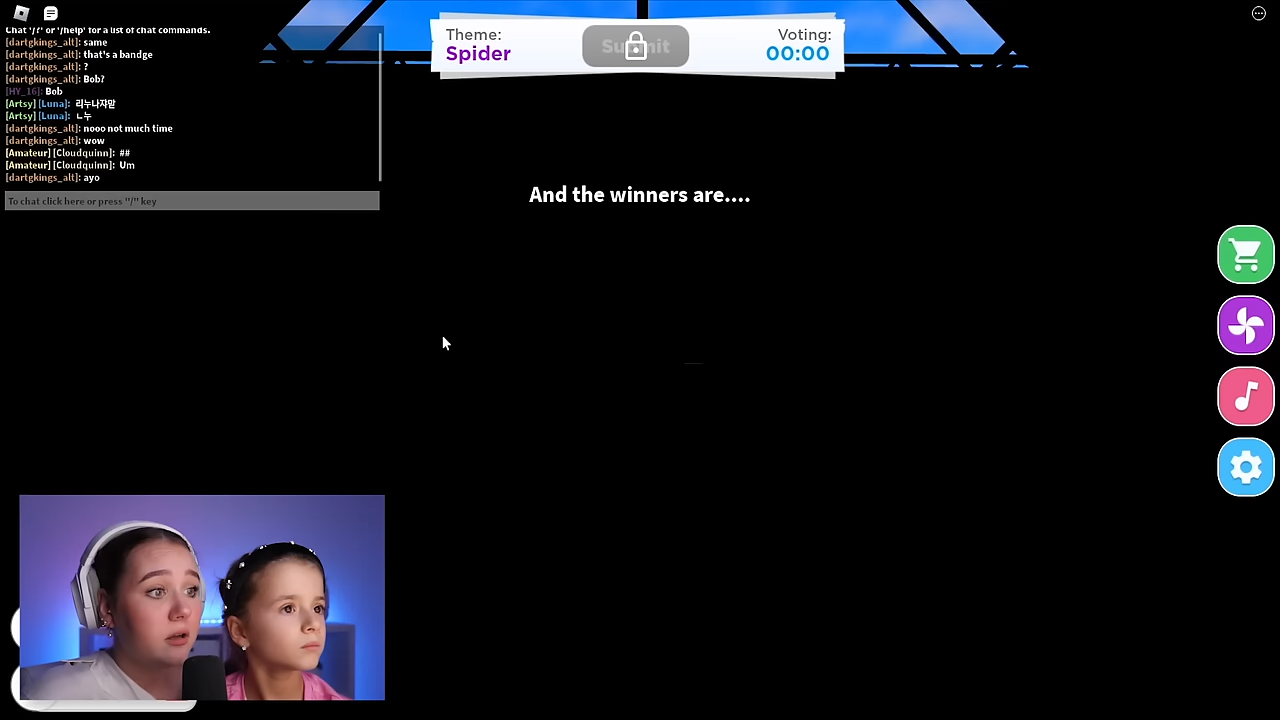 Chat '/?' or '/help' for a list of chat commands.
[dartgkings_alt]: same
[dartgkings_alt]: that's a bandge
[dartgkings_alt]: ?
[dartgkings_alt]: Bob?
[HY_16]: Bob
[Artsy] [Luna]: 리누나쟈맏
[Artsy] [Luna]: ㄴ누
[dartgkings_alt]: nooo not much time
[dartgkings_alt]: wow
[Amateur] [Cloudquinn]: ##
[Amateur] [Cloudquinn]: Um
[dartgkings_alt]: ayo
To chat click here or press "/" key
Theme:
Spider
Submit
Voting:
00:00
And the winners are....